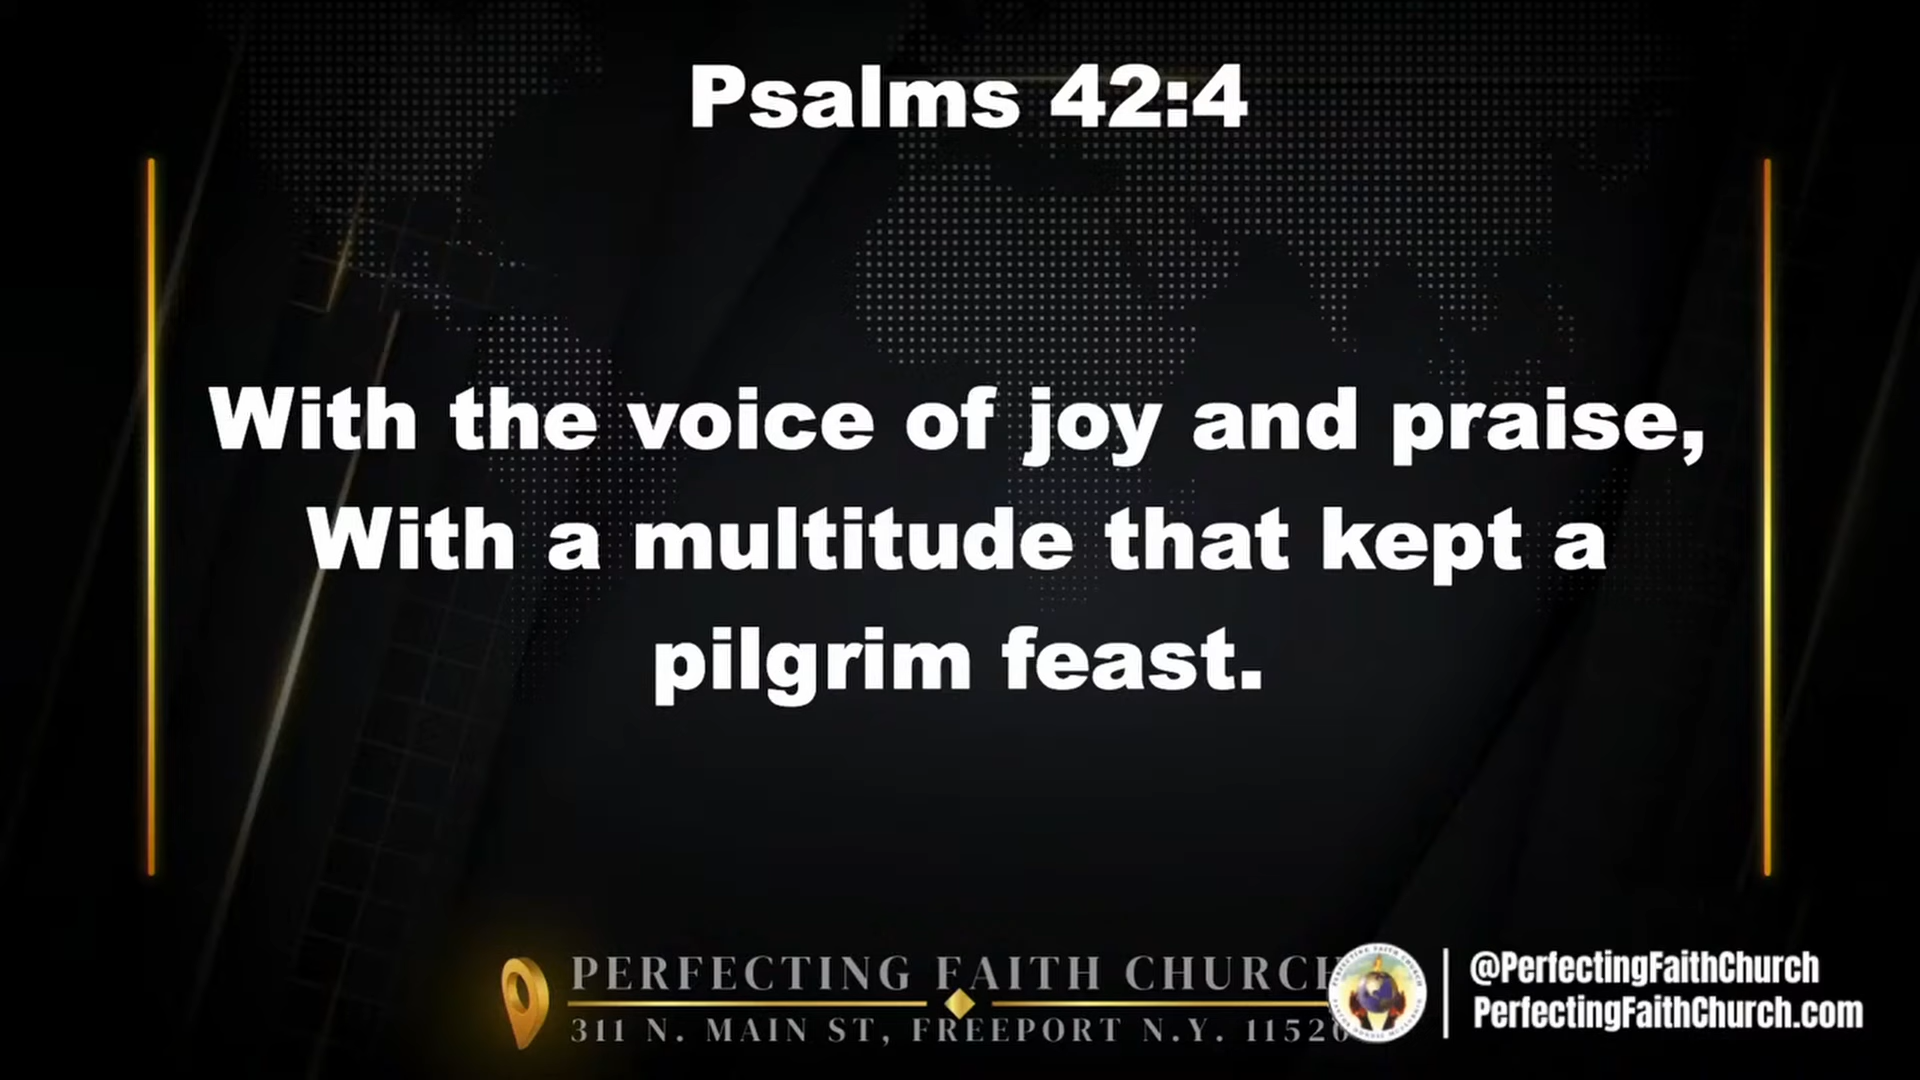 Psalms 42:4
With the voice of joy and praise,
With a multitude that kept a
pilgrim feast.
PERFECTING FAITH CHURCH
311 N. MAIN ST, FREEPORT N.Y. 11520
@PerfectingFaithChurch
PerfectingFaithChurch.com